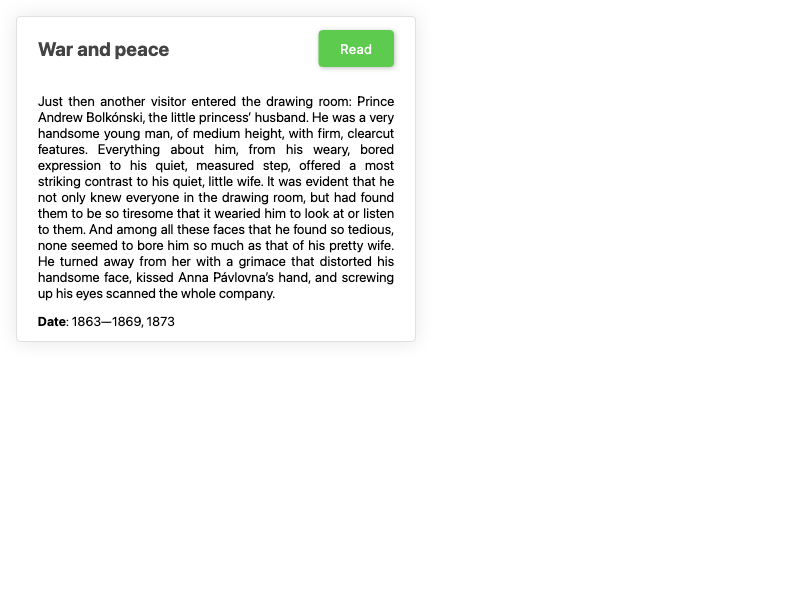 War and peace
Read
Just then another visitor entered the drawing room: Prince
Andrew Bolkónski, the little princess’ husband. He was a very
handsome young man, of medium height, with firm, clearcut
features. Everything about him, from his weary, bored
expression to his quiet, measured step, offered a most
striking contrast to his quiet, little wife. It was evident that he
not only knew everyone in the drawing room, but had found
them to be so tiresome that it wearied him to look at or listen
to them. And among all these faces that he found so tedious,
none seemed to bore him so much as that of his pretty wife.
He turned away from her with a grimace that distorted his
handsome face, kissed Anna Pávlovna’s hand, and screwing
up his eyes scanned the whole company.
Date: 1863—1869, 1873